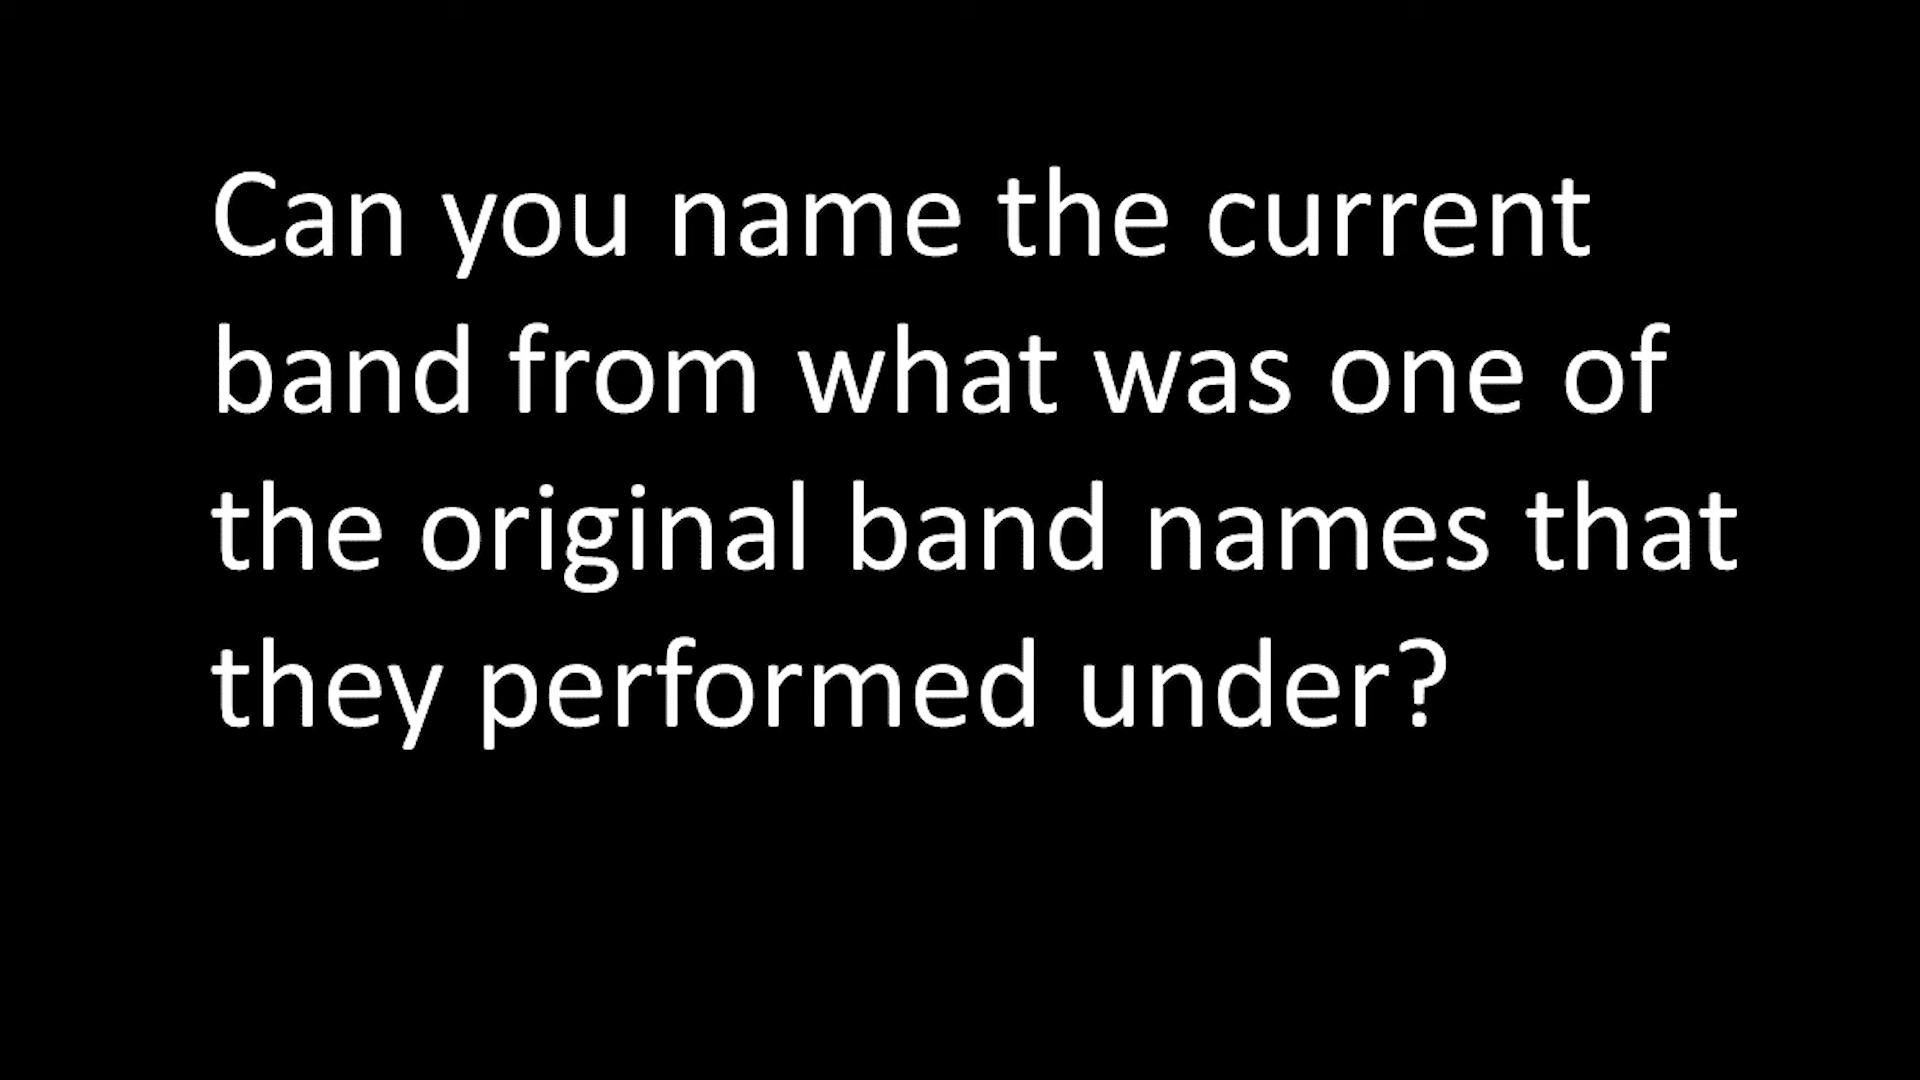 Can you name the current
band from what was one of
the original band names that
they performed under?